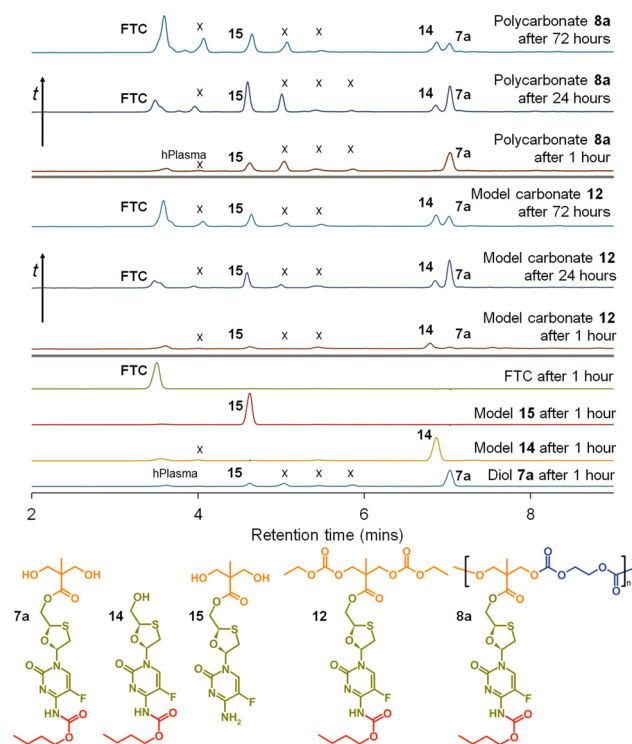 FTC x 15 x x 14 7a Polycarbonate 8a
after 72 hours
FTC x 15 x x x 14 7a Polycarbonate 8a
after 24 hours
t
hPlasma x 15 x x x 7a Polycarbonate 8a
after 1 hour
FTC x 15 x x 14 7a Model carbonate 12
after 72 hours
FTC x 15 x x 14 7a Model carbonate 12
after 24 hours
t
x 15 x x 14 7a Model carbonate 12
after 1 hour
FTC FTC after 1 hour
15 Model 15 after 1 hour
x 14 Model 14 after 1 hour
hPlasma 15 x x x 7a Diol 7a after 1 hour
2 4 6 8
Retention time (mins)
HO OH
O
O
7a
S
O
N
O
N
F
HN O
O
OH
14
S
O
N
O
N
F
HN O
O
HO OH
O
O
15
S
O
N
O
N
F
NH2
O O
O O O O
O
O
12
S
O
N
O
N
F
HN O
O
O O
O O O O
n
O
O
8a
S
O
N
O
N
F
HN O
O